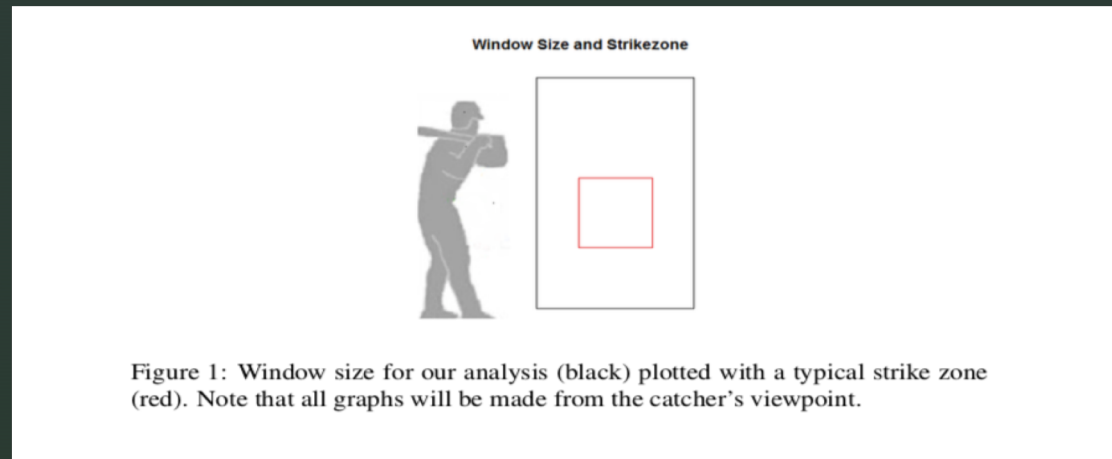 Window Size and Strikezone
Figure 1: Window size for our analysis (black) plotted with a typical strike zone
(red). Note that all graphs will be made from the catcher's viewpoint.